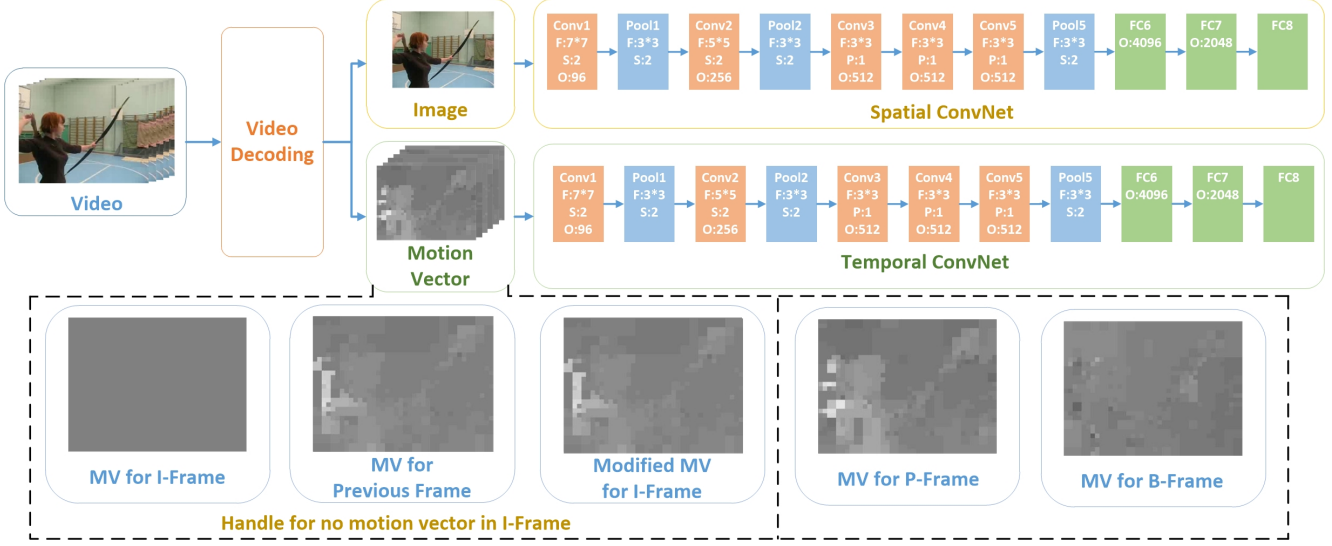 Video
Video
Decoding
Image
Conv1
F:7*7
S:2
O:96
Pool1
F:3*3
S:2
Conv2
F:5*5
S:2
O:256
Pool2
F:3*3
S:2
Conv3
F:3*3
P:1
O:512
Conv4
F:3*3
P:1
O:512
Conv5
F:3*3
P:1
O:512
Pool5
F:3*3
S:2
FC6
O:4096
FC7
O:2048
FC8
Spatial ConvNet
Motion
Vector
Conv1
F:7*7
S:2
O:96
Pool1
F:3*3
S:2
Conv2
F:5*5
S:2
O:256
Pool2
F:3*3
S:2
Conv3
F:3*3
P:1
O:512
Conv4
F:3*3
P:1
O:512
Conv5
F:3*3
P:1
O:512
Pool5
F:3*3
S:2
FC6
O:4096
FC7
O:2048
FC8
Temporal ConvNet
MV for I-Frame
MV for
Previous Frame
Modified MV
for I-Frame
Handle for no motion vector in I-Frame
MV for P-Frame
MV for B-Frame